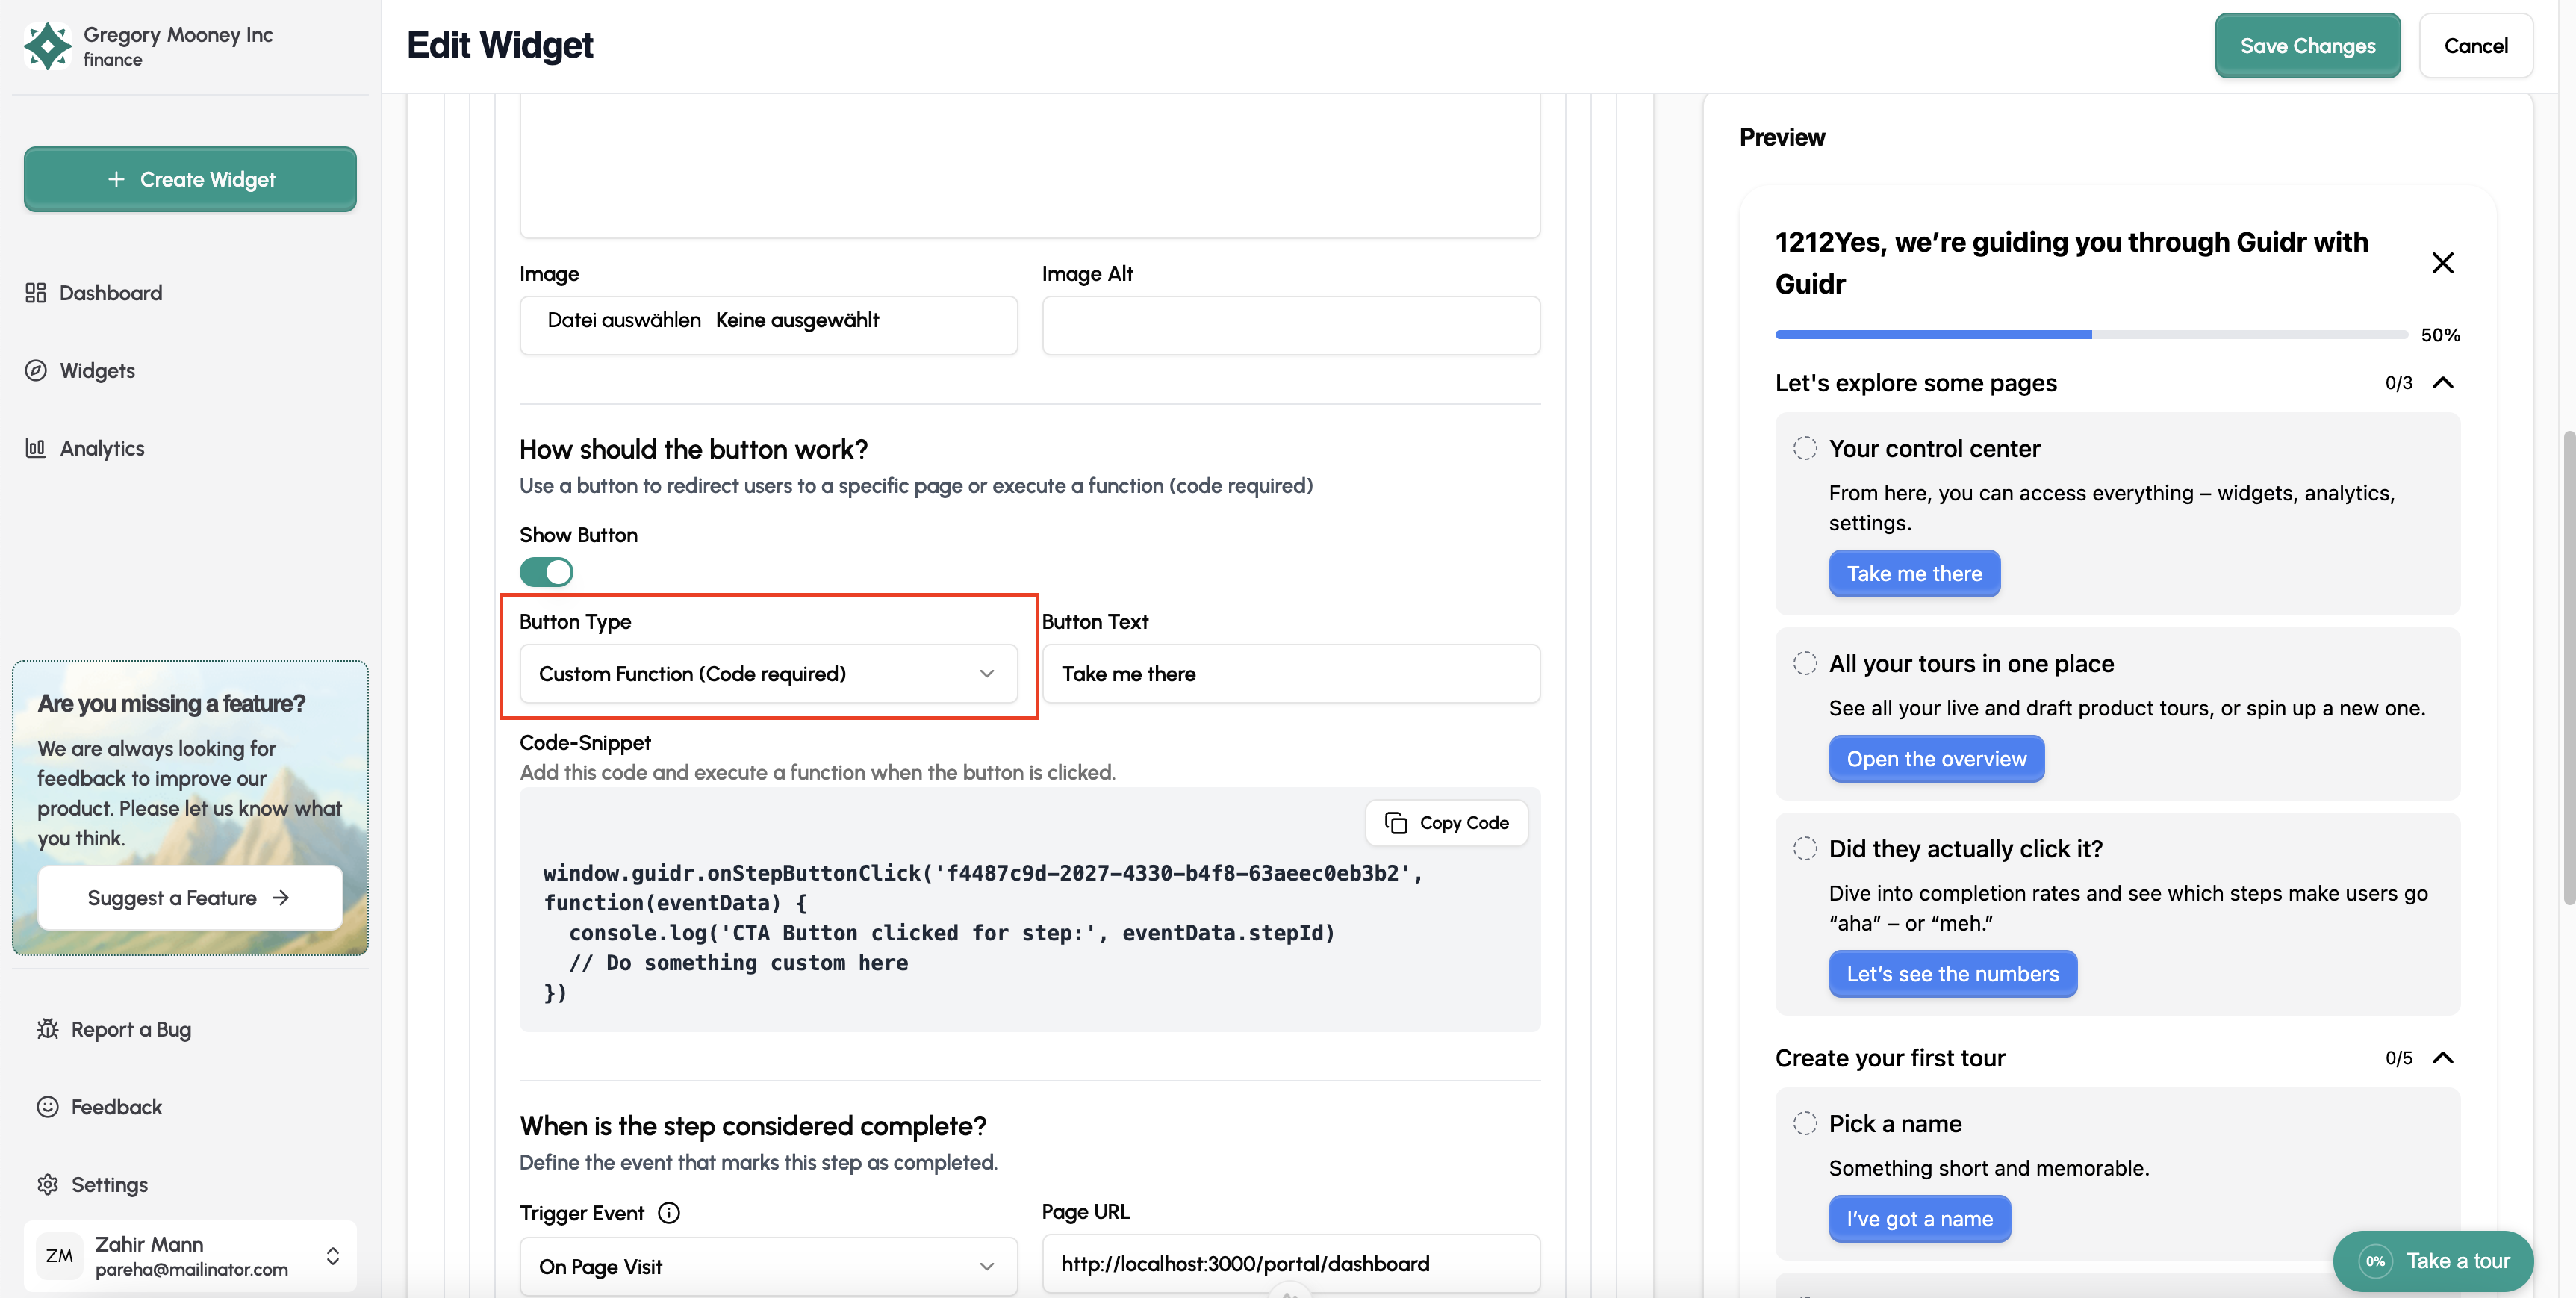 Gregory Mooney Inc
finance
Create Widget
Dashboard
Widgets
Analytics
Are you missing a feature?
We are always looking for
feedback to improve our
product. Please let us know what
you think.
Suggest a Feature
Report a Bug
Feedback
Settings
ZM
Zahir Mann
pareha@mailinator.com
Edit Widget
Save Changes
Cancel
Image
Datei auswählen Keine ausgewählt
Image Alt
How should the button work?
Use a button to redirect users to a specific page or execute a function (code required)
Show Button
Button Type
Custom Function (Code required)
Button Text
Take me there
Code-Snippet
Add this code and execute a function when the button is clicked.
Copy Code
window.guidr.onStepButtonClick('f4487c9d-2027-4330-b4f8-63aeec0eb3b2',
function(eventData) {
console.log('CTA Button clicked for step:', eventData.stepId)
// Do something custom here
})
When is the step considered complete?
Define the event that marks this step as completed.
Trigger Event
On Page Visit
Page URL
http://localhost:3000/portal/dashboard
Preview
1212Yes, we’re guiding you through Guidr with
Guidr
50%
Let's explore some pages 0/3
Your control center
From here, you can access everything – widgets, analytics,
settings.
Take me there
All your tours in one place
See all your live and draft product tours, or spin up a new one.
Open the overview
Did they actually click it?
Dive into completion rates and see which steps make users go
“aha” – or “meh.”
Let’s see the numbers
Create your first tour 0/5
Pick a name
Something short and memorable.
I’ve got a name
0% Take a tour